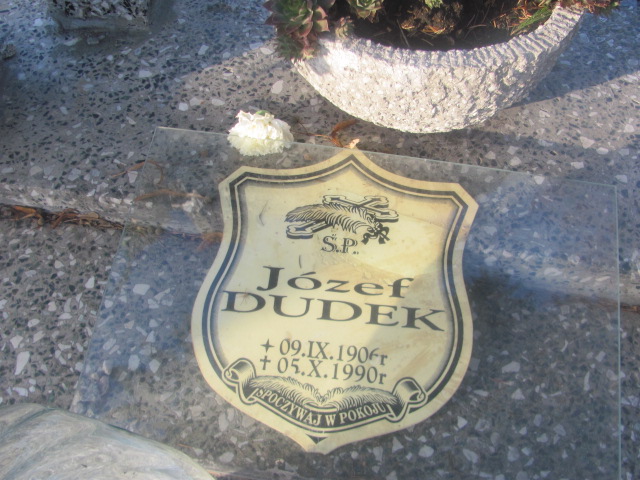 Ś.P.
Józef
DUDEK
✦ 09.IX.1906r
✝ 05.X.1990r
SPOCZYWAJ W POKOJU